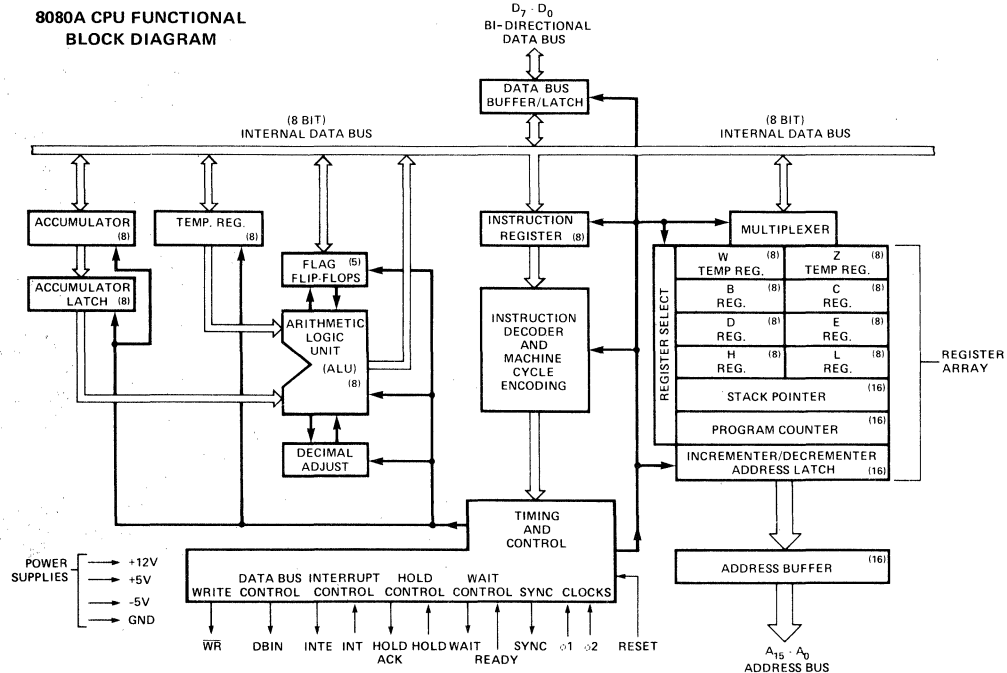 8080A CPU FUNCTIONAL
BLOCK DIAGRAM
D7 - D0
BI-DIRECTIONAL
DATA BUS
DATA BUS
BUFFER/LATCH
(8 BIT)
INTERNAL DATA BUS
(8 BIT)
INTERNAL DATA BUS
ACCUMULATOR
(8)
TEMP. REG.
(8)
INSTRUCTION
REGISTER (8)
MULTIPLEXER
ACCUMULATOR
LATCH (8)
FLAG (5)
FLIP-FLOPS
ARITHMETIC
LOGIC
UNIT
(ALU)
(8)
DECIMAL
ADJUST
INSTRUCTION
DECODER
AND
MACHINE
CYCLE
ENCODING
REGISTER SELECT
W (8)
TEMP REG.
Z (8)
TEMP REG.
B (8)
REG.
C (8)
REG.
D (8)
REG.
E (8)
REG.
H (8)
REG.
L (8)
REG.
STACK POINTER (16)
PROGRAM COUNTER (16)
INCREMENTER/DECREMENTER
ADDRESS LATCH (16)
REGISTER
ARRAY
TIMING
AND
CONTROL
ADDRESS BUFFER (16)
A15 - A0
ADDRESS BUS
POWER
SUPPLIES
+12V
+5V
-5V
GND
WRITE
DATA BUS
CONTROL
INTERRUPT
CONTROL
HOLD
CONTROL
WAIT
CONTROL
SYNC
CLOCKS
WR
DBIN
INTE
INT
HOLD
ACK
HOLD
WAIT
READY
SYNC
φ1
φ2
RESET